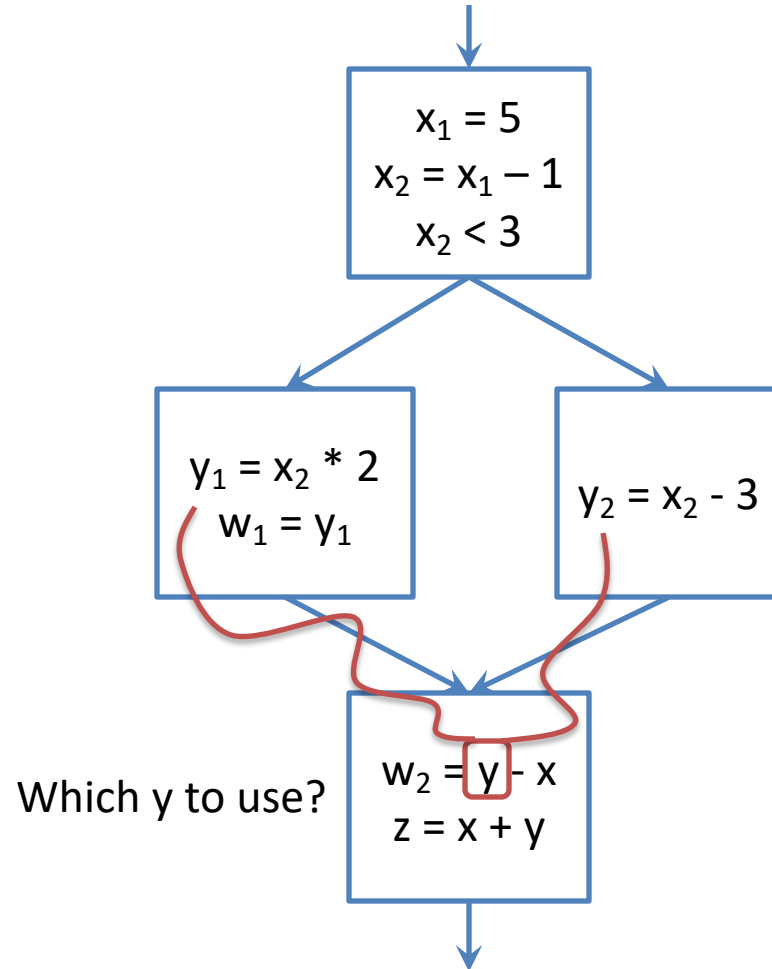 x₁ = 5
x₂ = x₁ – 1
x₂ < 3
y₁ = x₂ * 2
w₁ = y₁
y₂ = x₂ - 3
Which y to use?
w₂ = y - x
z = x + y